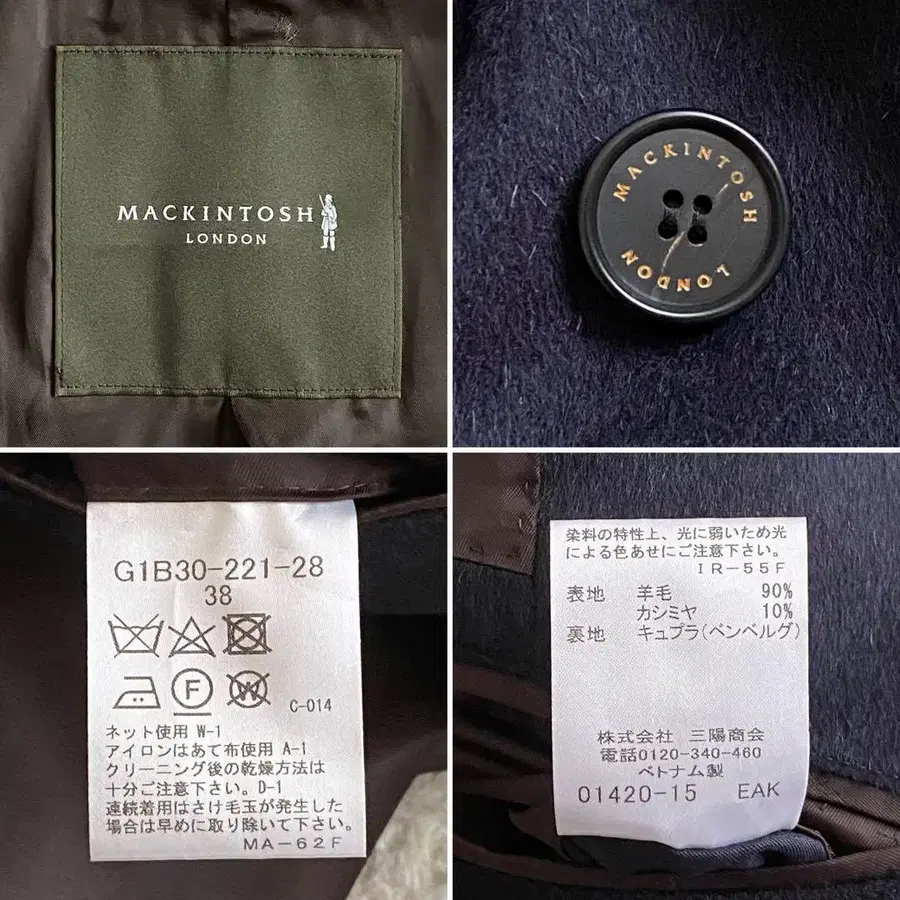 MACKINTOSH
LONDON
MACKINTOSH
LONDON
G1B30-221-28
38
F
W
C-014
ネット使用 W-1
アイロンはあて布使用 A-1
クリーニング後の乾燥方法は
十分ご注意下さい。D-1
連続着用はさけ毛玉が発生した
場合は早めに取り除いて下さい。
MA-62F
染料の特性上、光に弱いため光
による色あせにご注意下さい。
IR-55F
表地 羊毛 90%
カシミヤ 10%
裏地 キュプラ(ベンベルグ)
株式会社 三陽商会
電話0120-340-460
ベトナム製
01420-15 EAK